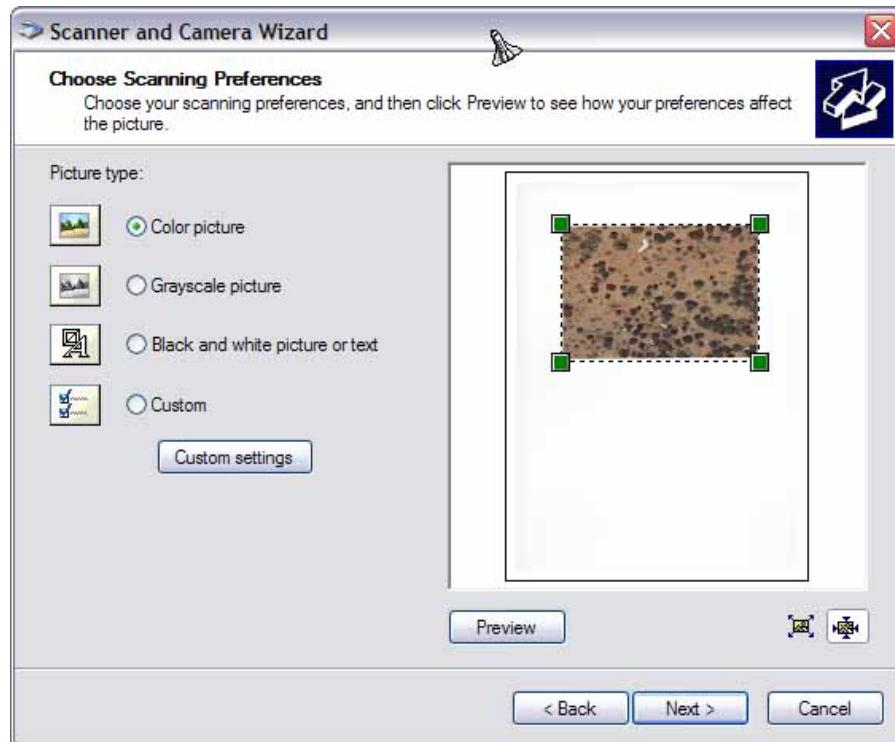 Scanner and Camera Wizard
Choose Scanning Preferences
Choose your scanning preferences, and then click Preview to see how your preferences affect
the picture.
Picture type:
Color picture
Grayscale picture
Black and white picture or text
Custom
Custom settings
Preview
< Back
Next >
Cancel